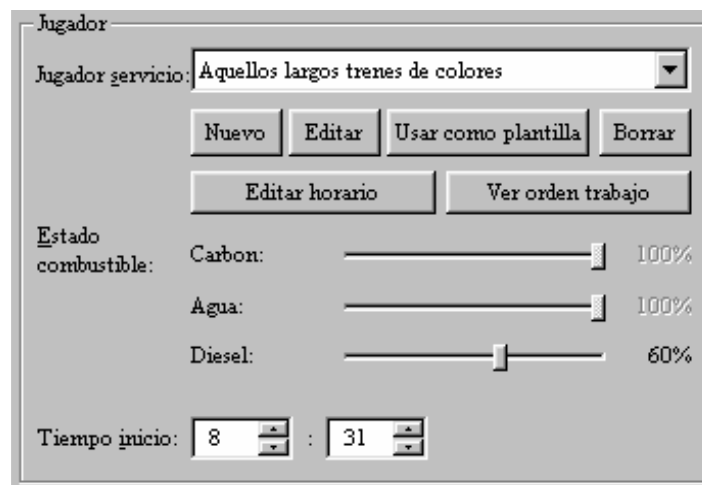 Jugador
Jugador servicio: Aquellos largos trenes de colores
Nuevo Editar Usar como plantilla Borrar
Editar horario Ver orden trabajo
Estado
combustible:
Carbon: 100%
Agua: 100%
Diesel: 60%
Tiempo inicio: 8 : 31